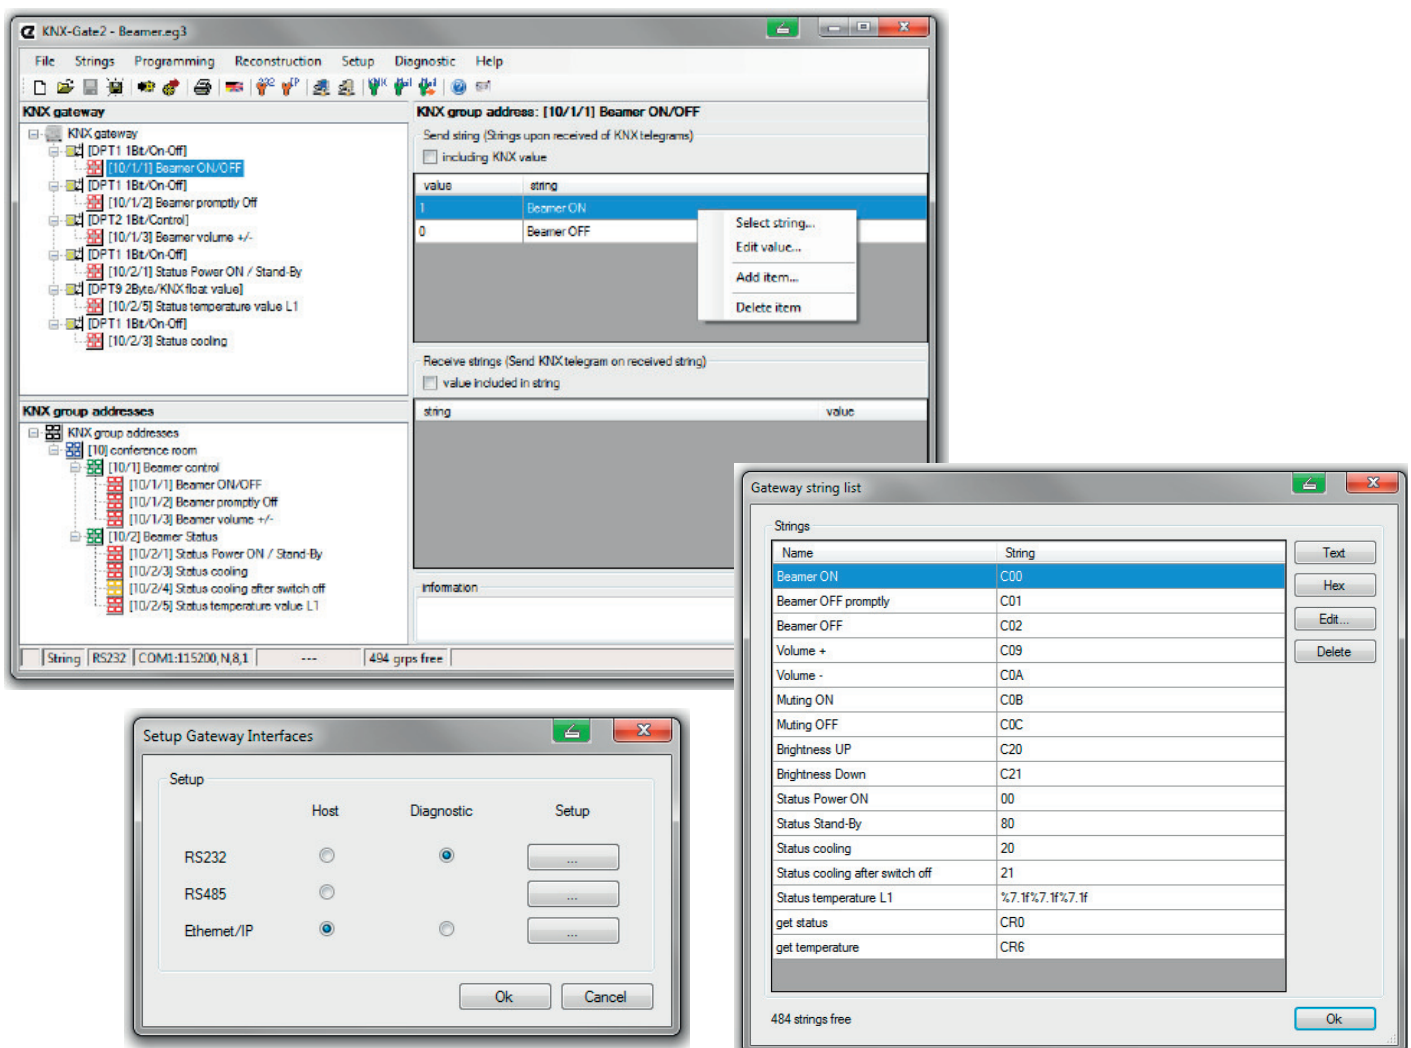 KNX-Gate2 - Beamer.eg3
File Strings Programming Reconstruction Setup Diagnostic Help
KNX gateway
KNX gateway
[DPT1 1Bt/On-Off]
[10/1/1] Beamer ON/OFF
[DPT1 1Bt/On-Off]
[10/1/2] Beamer promptly Off
[DPT2 1Bt/Control]
[10/1/3] Beamer volume +/-
[DPT1 1Bt/On-Off]
[10/2/1] Status Power ON / Stand-By
[DPT9 2Byte/KNX float value]
[10/2/5] Status temperature value L1
[DPT1 1Bt/On-Off]
[10/2/3] Status cooling
KNX group addresses
KNX group addresses
[10] conference room
[10/1] Beamer control
[10/1/1] Beamer ON/OFF
[10/1/2] Beamer promptly Off
[10/1/3] Beamer volume +/-
[10/2] Beamer Status
[10/2/1] Status Power ON / Stand-By
[10/2/3] Status cooling
[10/2/4] Status cooling after switch off
[10/2/5] Status temperature value L1
KNX group address: [10/1/1] Beamer ON/OFF
Send string (Strings upon received of KNX telegrams)
including KNX value
value string
1 Beamer ON
0 Beamer OFF
Select string...
Edit value...
Add item...
Delete item
Receive strings (Send KNX telegram on received string)
value included in string
string value
information
String RS232 COM1:115200,N,8,1 --- 494 grps free
Setup Gateway Interfaces
Setup
Host Diagnostic Setup
RS232 ...
RS485 ...
Ethernet/IP ...
Ok Cancel
Gateway string list
Strings
Name String
Beamer ON C00
Beamer OFF promptly C01
Beamer OFF C02
Volume + C09
Volume - C0A
Muting ON C0B
Muting OFF C0C
Brightness UP C20
Brightness Down C21
Status Power ON 00
Status Stand-By 80
Status cooling 20
Status cooling after switch off 21
Status temperature L1 %7.1f%7.1f%7.1f
get status CR0
get temperature CR6
Text
Hex
Edit...
Delete
484 strings free
Ok